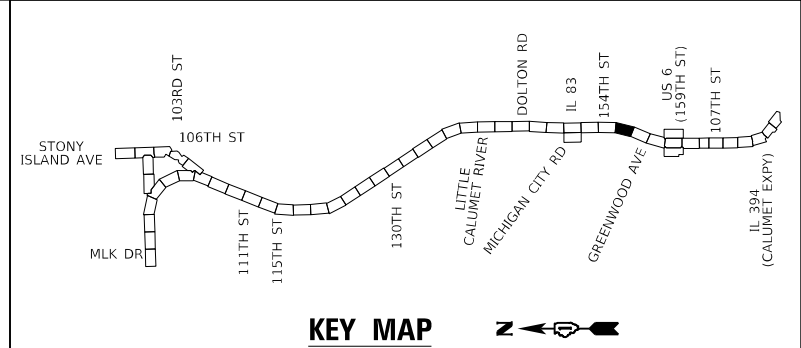 STONY
ISLAND AVE
103RD ST
106TH ST
MLK DR
111TH ST
115TH ST
130TH ST
LITTLE
CALUMET RIVER
DOLTON RD
MICHIGAN CITY RD
IL 83
154TH ST
GREENWOOD AVE
US 6
(159TH ST)
107TH ST
IL 394
(CALUMET EXPY)
KEY MAP
N